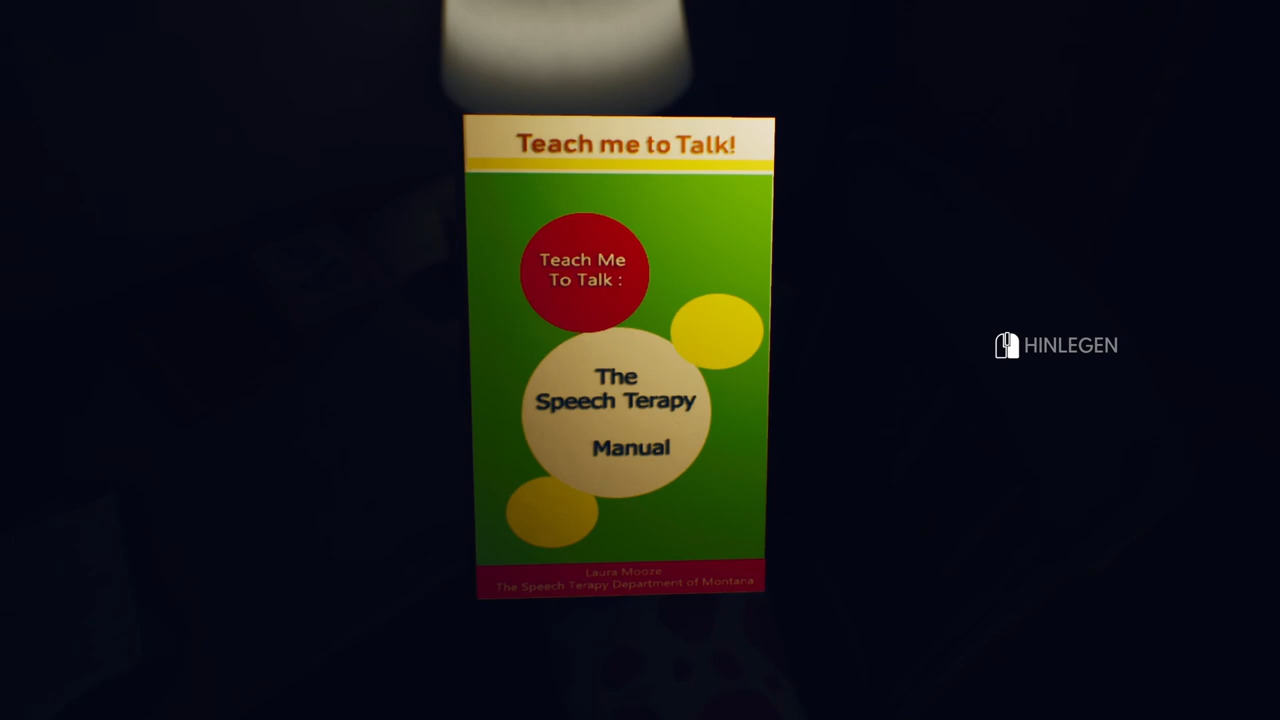 Teach me to Talk!
Teach Me
To Talk :
The
Speech Terapy
Manual
Laura Mooze
The Speech Terapy Department of Montana
HINLEGEN